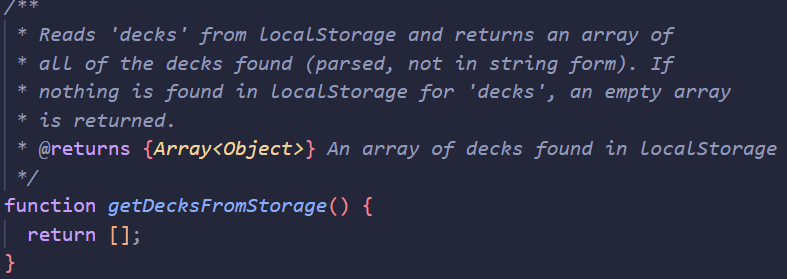 /**
* Reads 'decks' from localStorage and returns an array of
* all of the decks found (parsed, not in string form). If
* nothing is found in localStorage for 'decks', an empty array
* is returned.
* @returns {Array<Object>} An array of decks found in localStorage
*/
function getDecksFromStorage() {
return [];
}